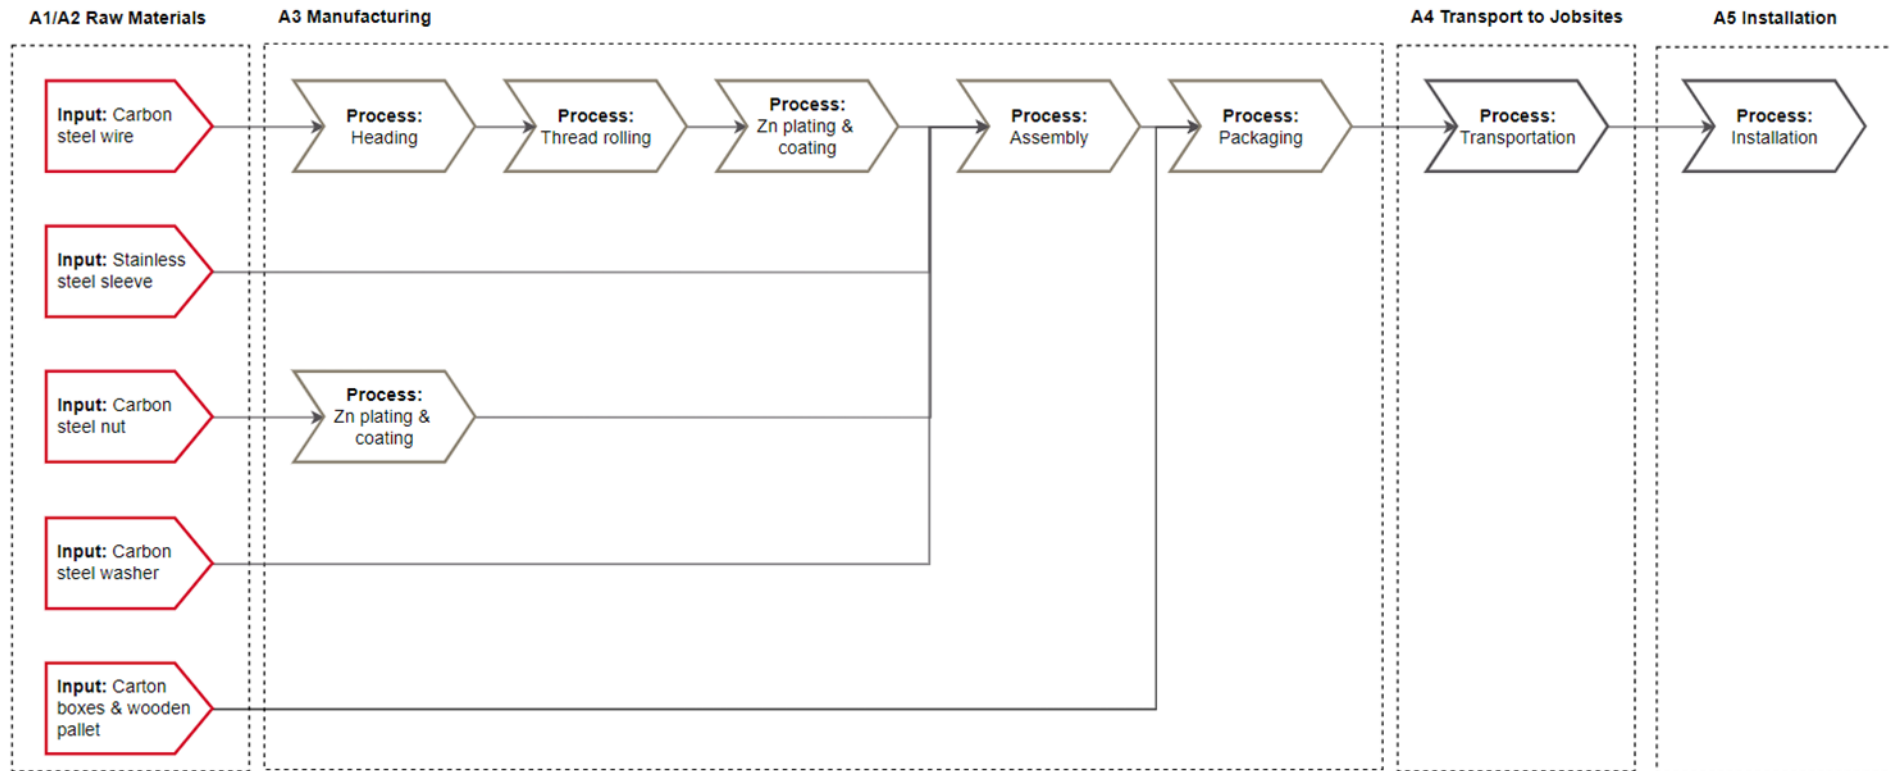 A1/A2 Raw Materials
A3 Manufacturing
A4 Transport to Jobsites
A5 Installation
Input: Carbon
steel wire
Process:
Heading
Process:
Thread rolling
Process:
Zn plating &
coating
Process:
Assembly
Process:
Packaging
Process:
Transportation
Process:
Installation
Input: Stainless
steel sleeve
Input: Carbon
steel nut
Process:
Zn plating &
coating
Input: Carbon
steel washer
Input: Carton
boxes & wooden
pallet